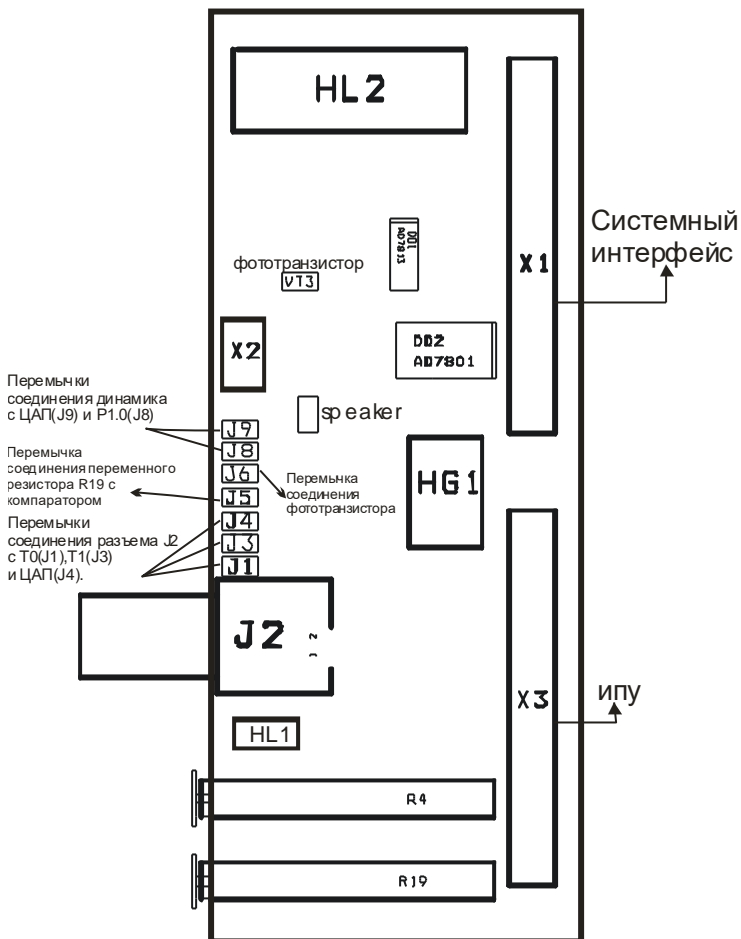 HL2
Системный
интерфейс
DD1
AD7813
X1
фототранзистор
VT3
X2
DD2
AD7801
Перемычки
соединения динамика
с ЦАП(J9) и P1.0(J8)
speaker
J9
J8
J6
J5
J4
J3
J1
Перемычка
соединения переменного
резистора R19 с
компаратором
Перемычка
соединения
фототранзистора
HG1
Перемычки
соединения разъема J2
с T0(J1),T1(J3)
и ЦАП(J4).
J2
2
1
X3
ипу
HL1
R4
R19